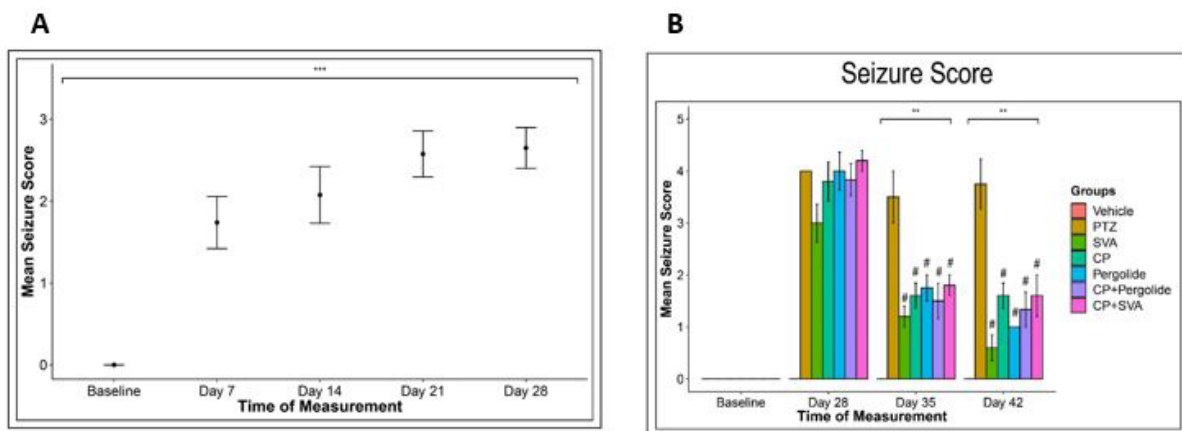 A
***
Mean Seizure Score
3
2
1
0
Baseline Day 7 Day 14 Day 21 Day 28
Time of Measurement
B
Seizure Score
Mean Seizure Score
5
4
3
2
1
0
** **
# # # # #
# # # # #
Baseline Day 28 Day 35 Day 42
Time of Measurement
Groups
Vehicle
PTZ
SVA
CP
Pergolide
CP+Pergolide
CP+SVA